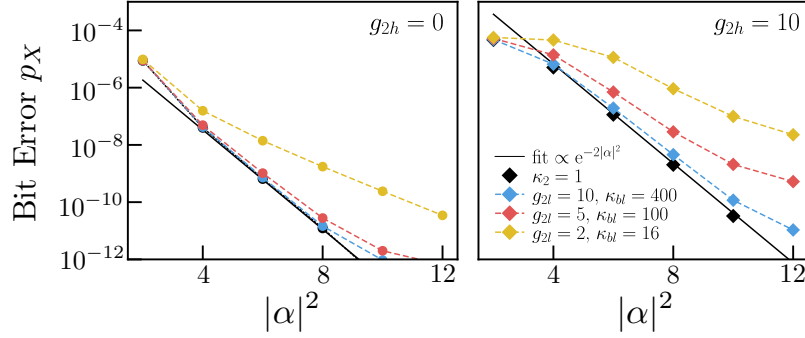 Bit Error p_X
10^{-4}
10^{-6}
10^{-8}
10^{-10}
10^{-12}
g_{2h} = 0
4
8
12
|α|^2
g_{2h} = 10
fit ∝ e^{-2|α|^2}
κ_2 = 1
g_{2l} = 10, κ_{bl} = 400
g_{2l} = 5, κ_{bl} = 100
g_{2l} = 2, κ_{bl} = 16
4
8
12
|α|^2